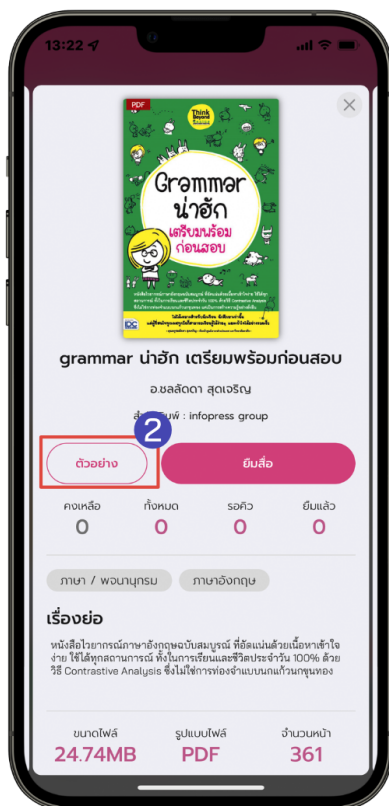 13:22
PDF
Think Beyond
Grammar
น่าฮัก
เตรียมพร้อม
ก่อนสอบ
IDC
grammar น่าฮัก เตรียมพร้อมก่อนสอบ
อ.ชลลัดดา สุดเจริญ
: infopress group
2
ตัวอย่าง
ยืมสื่อ
คงเหลือ ทั้งหมด รอคิว ยืมแล้ว
0 0 0 0
ภาษา / พจนานุกรม ภาษาอังกฤษ
เรื่องย่อ
หนังสือไวยากรณ์ภาษาอังกฤษฉบับสมบูรณ์ ที่อัดแน่นด้วยเนื้อหาเข้าใจ
ง่าย ใช้ได้ทุกสถานการณ์ ทั้งในการเรียนและชีวิตประจำวัน 100% ด้วย
วิธี Contrastive Analysis ซึ่งไม่ใช่การท่องจำแบบนกแก้วนกขุนทอง
ขนาดไฟล์ รูปแบบไฟล์ จำนวนหน้า
24.74MB PDF 361